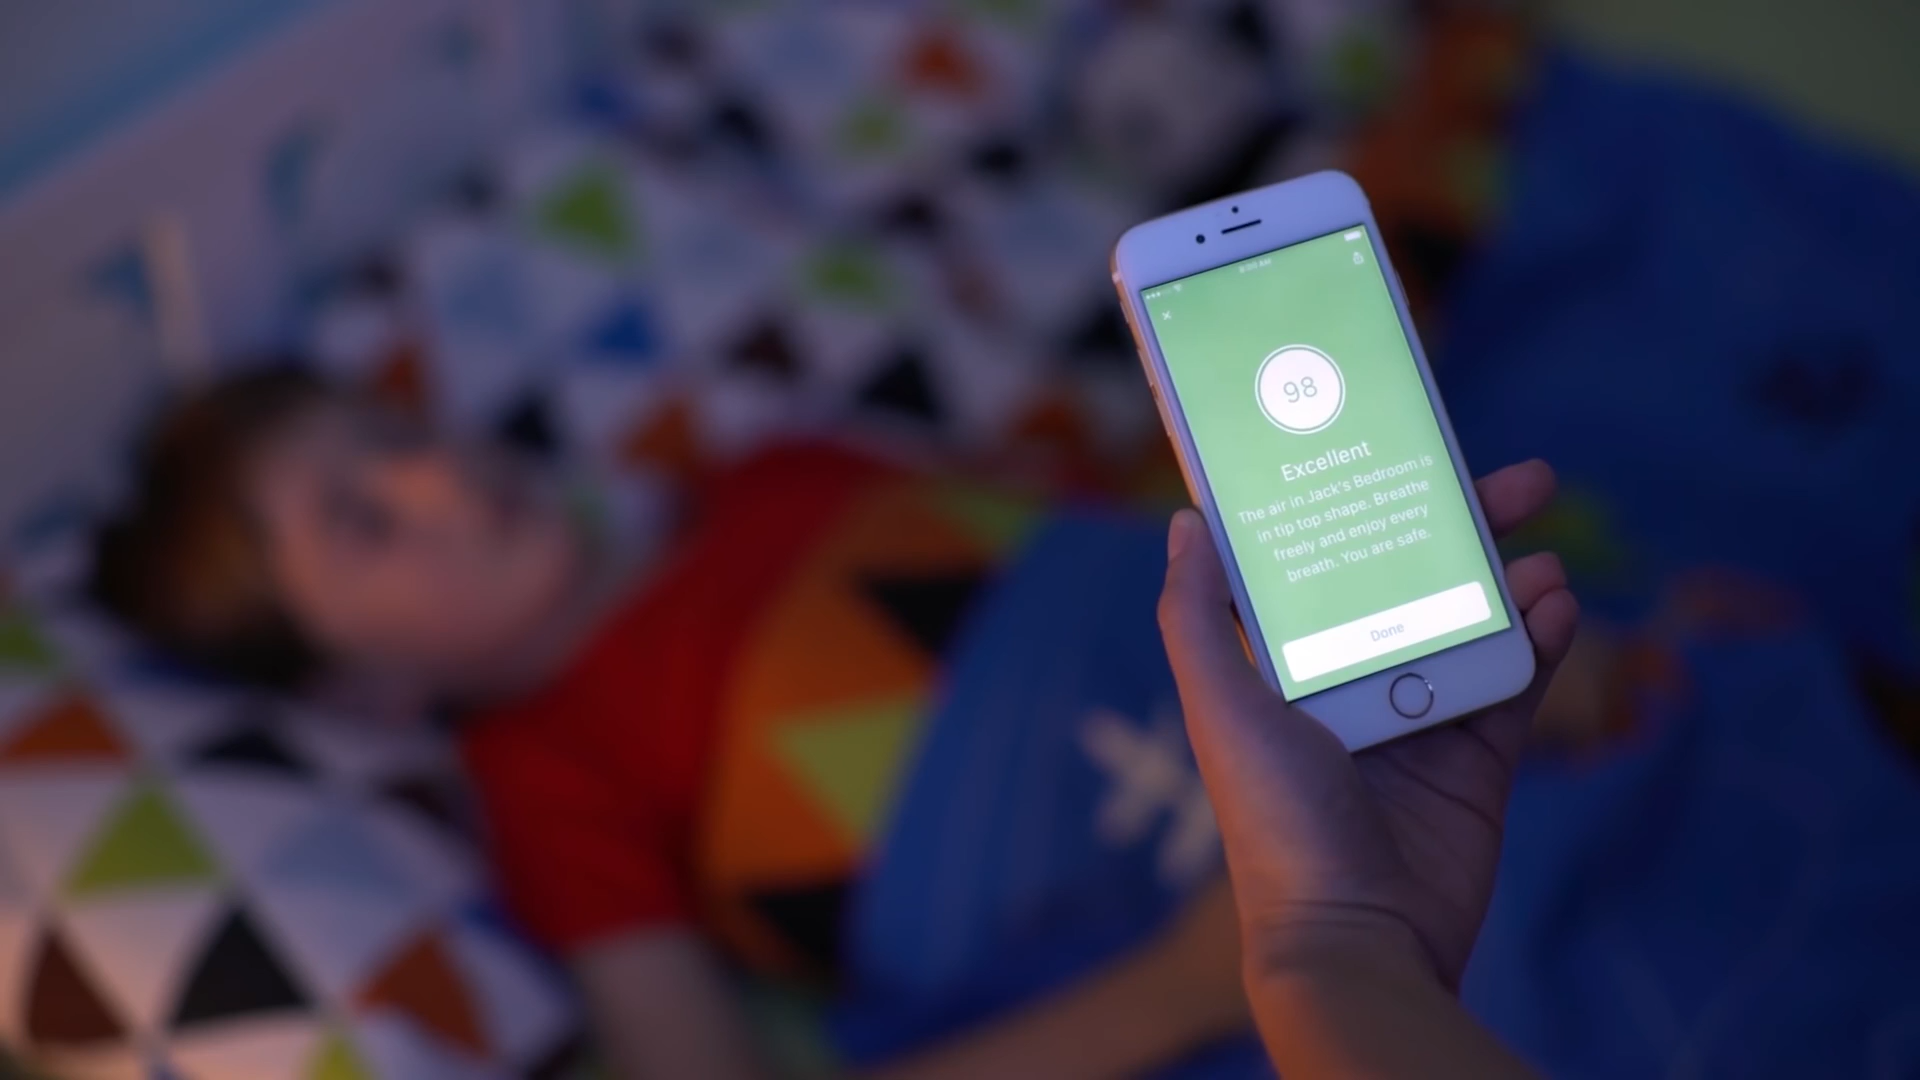 98
Excellent
The air in Jack's Bedroom is
in tip top shape. Breathe
freely and enjoy every
breath. You are safe.
Done